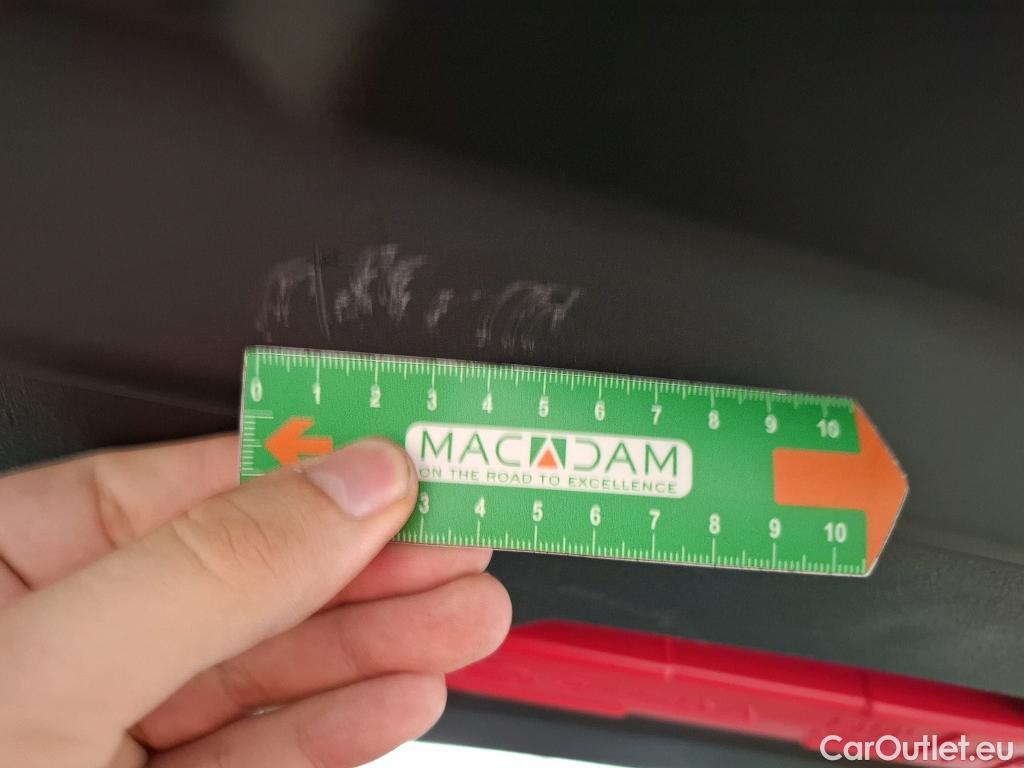 0 1 2 3 4 5 6 7 8 9 10
MACADAM
ON THE ROAD TO EXCELLENCE
3 4 5 6 7 8 9 10
CarOutlet.eu